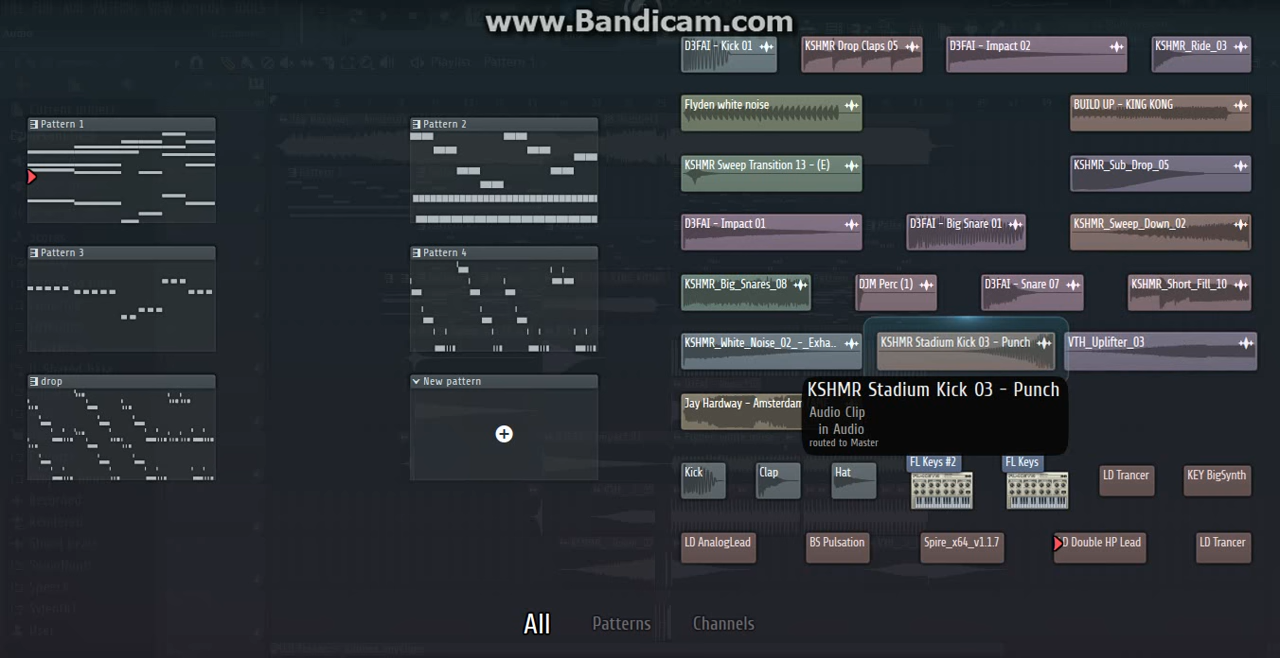 www.Bandicam.com
D3FAI - Kick 01
KSHMR Drop Claps 05
D3FAI - Impact 02
KSHMR_Ride_03
Flyden white noise
BUILD UP - KING KONG
Pattern 1
Pattern 2
KSHMR Sweep Transition 13 - (E)
KSHMR_Sub_Drop_05
D3FAI - Impact 01
D3FAI - Big Snare 01
KSHMR_Sweep_Down_02
Pattern 3
Pattern 4
KSHMR_Big_Snares_08
DJM Perc (1)
D3FAI - Snare 07
KSHMR_Short_Fill_10
KSHMR_White_Noise_02_-_Exha..
KSHMR Stadium Kick 03 - Punch
VTH_Uplifter_03
drop
New pattern
Jay Hardway - Amsterdam
KSHMR Stadium Kick 03 - Punch
Audio Clip
in Audio
routed to Master
Kick
Clap
Hat
FL Keys #2
FL Keys
LD Trancer
KEY BigSynth
LD AnalogLead
BS Pulsation
Spire_x64_v1.1.7
D Double HP Lead
LD Trancer
All
Patterns
Channels